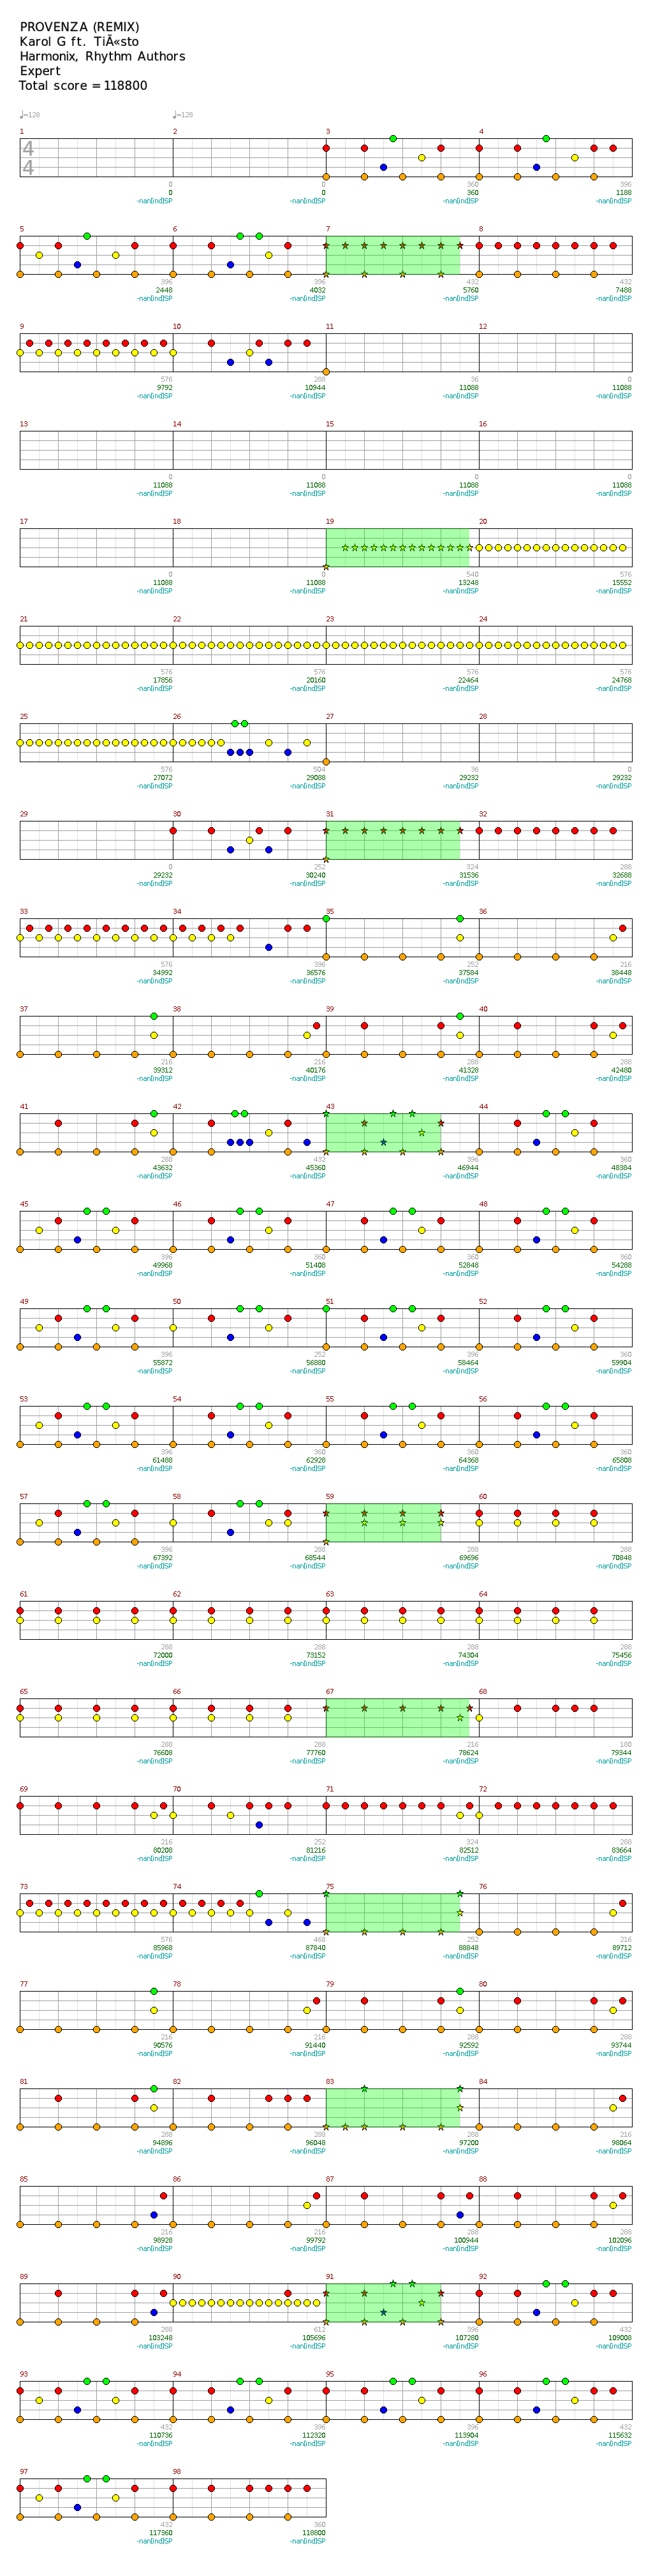 PROVENZA (REMIX)
Karol G ft. TiÃ«sto
Harmonix, Rhythm Authors
Expert
Total score = 118800
♩=128 ♩=128
1 2 3 4
4
4
0 0 360 396
0 0 360 1188
-nan(ind)SP -nan(ind)SP -nan(ind)SP -nan(ind)SP
5 6 7 8
396 396 432 432
2448 4032 5760 7488
-nan(ind)SP -nan(ind)SP -nan(ind)SP -nan(ind)SP
9 10 11 12
576 288 36 0
9792 10944 11088 11088
-nan(ind)SP -nan(ind)SP -nan(ind)SP -nan(ind)SP
13 14 15 16
0 0 0 0
11088 11088 11088 11088
-nan(ind)SP -nan(ind)SP -nan(ind)SP -nan(ind)SP
17 18 19 20
0 0 540 576
11088 11088 13248 15552
-nan(ind)SP -nan(ind)SP -nan(ind)SP -nan(ind)SP
21 22 23 24
576 576 576 576
17856 20160 22464 24768
-nan(ind)SP -nan(ind)SP -nan(ind)SP -nan(ind)SP
25 26 27 28
576 504 36 0
27072 29088 29232 29232
-nan(ind)SP -nan(ind)SP -nan(ind)SP -nan(ind)SP
29 30 31 32
0 252 324 288
29232 30240 31536 32688
-nan(ind)SP -nan(ind)SP -nan(ind)SP -nan(ind)SP
33 34 35 36
576 396 252 216
34992 36576 37584 38448
-nan(ind)SP -nan(ind)SP -nan(ind)SP -nan(ind)SP
37 38 39 40
216 216 288 288
39312 40176 41328 42480
-nan(ind)SP -nan(ind)SP -nan(ind)SP -nan(ind)SP
41 42 43 44
288 432 396 360
43632 45360 46944 48384
-nan(ind)SP -nan(ind)SP -nan(ind)SP -nan(ind)SP
45 46 47 48
396 360 360 360
49968 51408 52848 54288
-nan(ind)SP -nan(ind)SP -nan(ind)SP -nan(ind)SP
49 50 51 52
396 252 396 360
55872 56880 58464 59904
-nan(ind)SP -nan(ind)SP -nan(ind)SP -nan(ind)SP
53 54 55 56
396 360 360 360
61488 62928 64368 65808
-nan(ind)SP -nan(ind)SP -nan(ind)SP -nan(ind)SP
57 58 59 60
396 288 288 288
67392 68544 69696 70848
-nan(ind)SP -nan(ind)SP -nan(ind)SP -nan(ind)SP
61 62 63 64
288 288 288 288
72000 73152 74304 75456
-nan(ind)SP -nan(ind)SP -nan(ind)SP -nan(ind)SP
65 66 67 68
288 288 216 180
76608 77760 78624 79344
-nan(ind)SP -nan(ind)SP -nan(ind)SP -nan(ind)SP
69 70 71 72
216 252 324 288
80208 81216 82512 83664
-nan(ind)SP -nan(ind)SP -nan(ind)SP -nan(ind)SP
73 74 75 76
576 468 252 216
85968 87840 88848 89712
-nan(ind)SP -nan(ind)SP -nan(ind)SP -nan(ind)SP
77 78 79 80
216 216 288 288
90576 91440 92592 93744
-nan(ind)SP -nan(ind)SP -nan(ind)SP -nan(ind)SP
81 82 83 84
288 288 288 216
94896 96048 97200 98064
-nan(ind)SP -nan(ind)SP -nan(ind)SP -nan(ind)SP
85 86 87 88
216 216 288 288
98928 99792 100944 102096
-nan(ind)SP -nan(ind)SP -nan(ind)SP -nan(ind)SP
89 90 91 92
288 612 396 432
103248 105696 107280 109008
-nan(ind)SP -nan(ind)SP -nan(ind)SP -nan(ind)SP
93 94 95 96
432 396 396 432
110736 112320 113904 115632
-nan(ind)SP -nan(ind)SP -nan(ind)SP -nan(ind)SP
97 98
432 360
117360 118800
-nan(ind)SP -nan(ind)SP